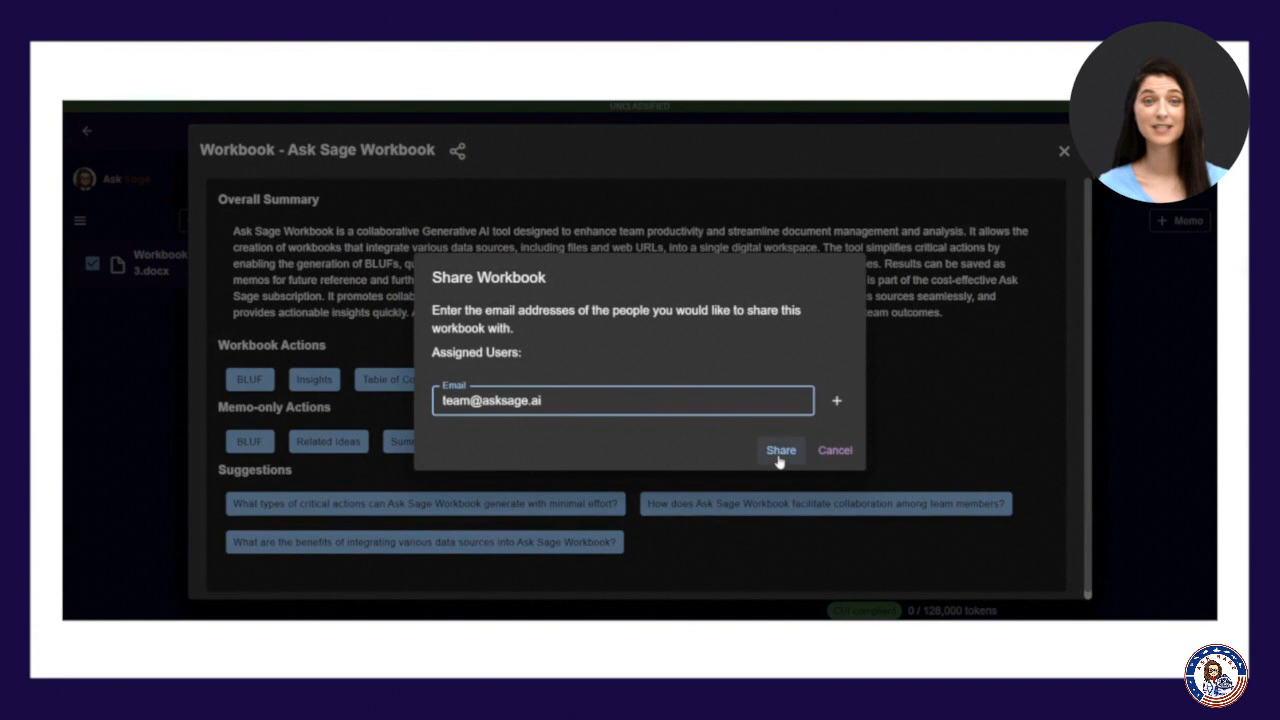 UNCLASSIFIED
Workbook - Ask Sage Workbook
Ask Sage
+ Memo
Workbook
3.docx
Overall Summary
Ask Sage Workbook is a collaborative Generative AI tool designed to enhance team productivity and streamline document management and analysis. It allows the
creation of workbooks that integrate various data sources, including files and web URLs, into a single digital workspace. The tool simplifies critical actions by
enabling the generation of BLUFs, qu es. Results can be saved as
memos for future reference and furth is part of the cost-effective Ask
Sage subscription. It promotes collab s sources seamlessly, and
provides actionable insights quickly. A eam outcomes.
Share Workbook
Enter the email addresses of the people you would like to share this
workbook with.
Assigned Users:
Email
team@asksage.ai
+
Share Cancel
Workbook Actions
BLUF Insights Table of Co
Memo-only Actions
BLUF Related Ideas Summ
Suggestions
What types of critical actions can Ask Sage Workbook generate with minimal effort? How does Ask Sage Workbook facilitate collaboration among team members?
What are the benefits of integrating various data sources into Ask Sage Workbook?
CUI compliant 0 / 128,000 tokens
ASK SAGE